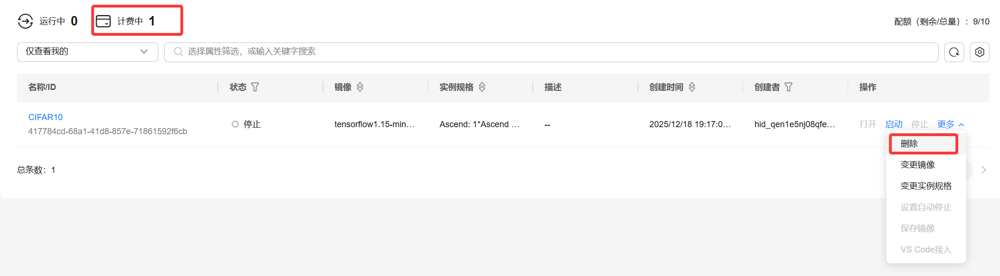 运行中 0 计费中 1 配额（剩余/总量）：9/10
仅查看我的 选择属性筛选，或输入关键字搜索
名称/ID 状态 镜像 实例规格 描述 创建时间 创建者 操作
CIFAR10
417784cd-68a1-41d8-857e-71861592f6cb
停止 tensorflow1.15-min... Ascend: 1*Ascend ... -- 2025/12/18 19:17:0... hid_qen1e5nj08qfe... 打开 启动 停止 更多
删除
变更镜像
变更实例规格
设置自动停止
保存镜像
VS Code接入
总条数：1